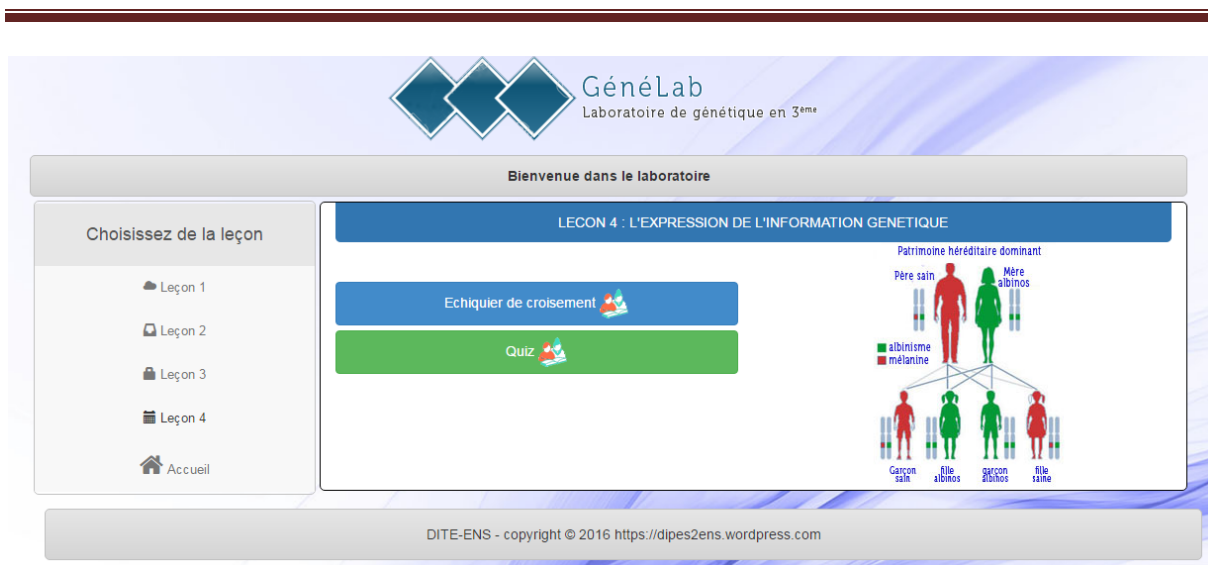 GénéLab
Laboratoire de génétique en 3ème
Bienvenue dans le laboratoire
Choisissez de la leçon
Leçon 1
Leçon 2
Leçon 3
Leçon 4
Accueil
LECON 4 : L'EXPRESSION DE L'INFORMATION GENETIQUE
Echiquier de croisement
Quiz
Patrimoine héréditaire dominant
Père sain
Mère
albinos
albinisme
mélanine
Garçon
sain
fille
albinos
garçon
albinos
fille
saine
DITE-ENS - copyright © 2016 https://dipes2ens.wordpress.com